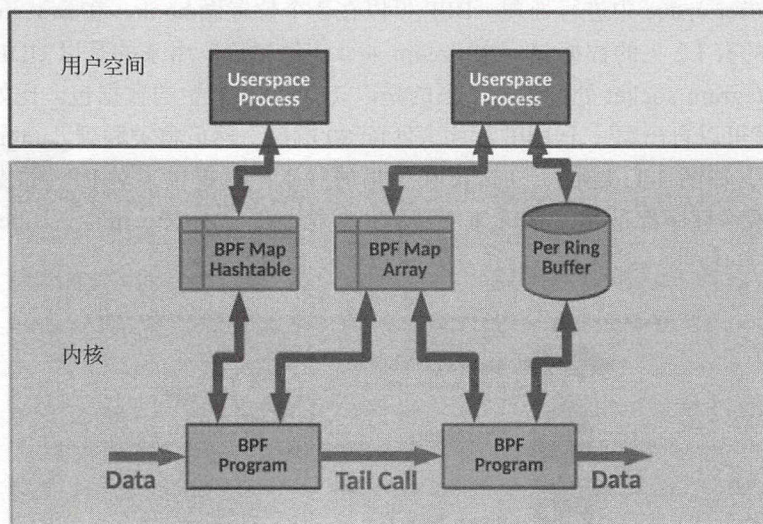 用户空间
Userspace
Process
Userspace
Process
BPF Map
Hashtable
BPF Map
Array
Per Ring
Buffer
内核
BPF
Program
BPF
Program
Data
Tail Call
Data